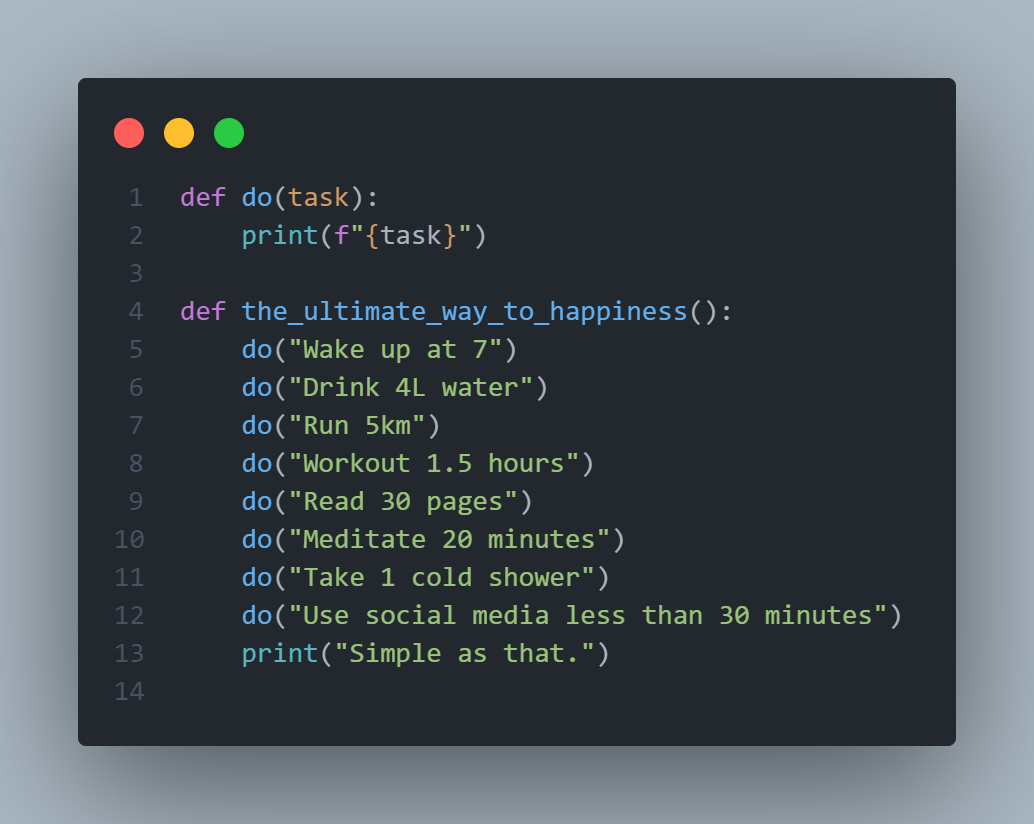 1 def do(task):
2     print(f"{task}")
3
4 def the_ultimate_way_to_happiness():
5     do("Wake up at 7")
6     do("Drink 4L water")
7     do("Run 5km")
8     do("Workout 1.5 hours")
9     do("Read 30 pages")
10     do("Meditate 20 minutes")
11     do("Take 1 cold shower")
12     do("Use social media less than 30 minutes")
13     print("Simple as that.")
14